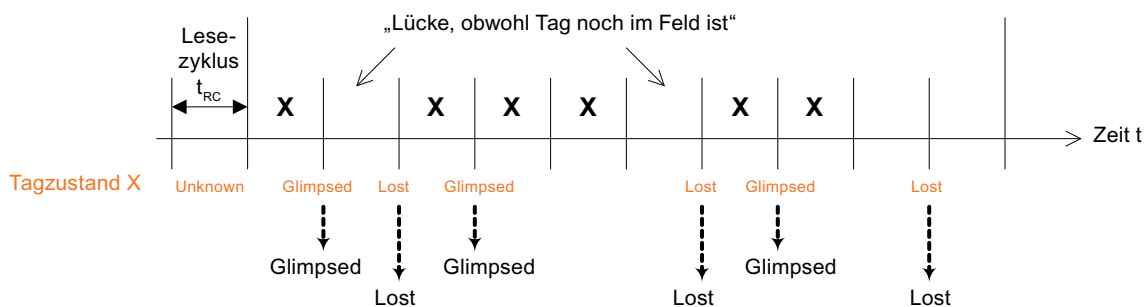 Lese-
zyklus
t_RC
„Lücke, obwohl Tag noch im Feld ist“
X X X X X X
Zeit t
Tagzustand X Unknown Glimpsed Lost Glimpsed Lost Glimpsed Lost
Glimpsed Glimpsed Glimpsed
Lost Lost Lost